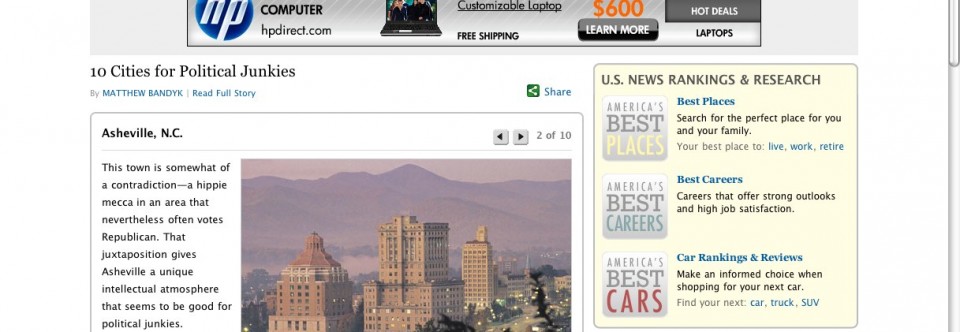 hp
COMPUTER
hpdirect.com
Customizable Laptop
FREE SHIPPING
$600
LEARN MORE
HOT DEALS
LAPTOPS
10 Cities for Political Junkies
By MATTHEW BANDYK | Read Full Story
Share
Asheville, N.C.
2 of 10
This town is somewhat of
a contradiction—a hippie
mecca in an area that
nevertheless often votes
Republican. That
juxtaposition gives
Asheville a unique
intellectual atmosphere
that seems to be good for
political junkies.
U.S. NEWS RANKINGS & RESEARCH
AMERICA'S
BEST
PLACES
Best Places
Search for the perfect place for you
and your family.
Your best place to: live, work, retire
AMERICA'S
BEST
CAREERS
Best Careers
Careers that offer strong outlooks
and high job satisfaction.
AMERICA'S
BEST
CARS
Car Rankings & Reviews
Make an informed choice when
shopping for your next car.
Find your next: car, truck, SUV